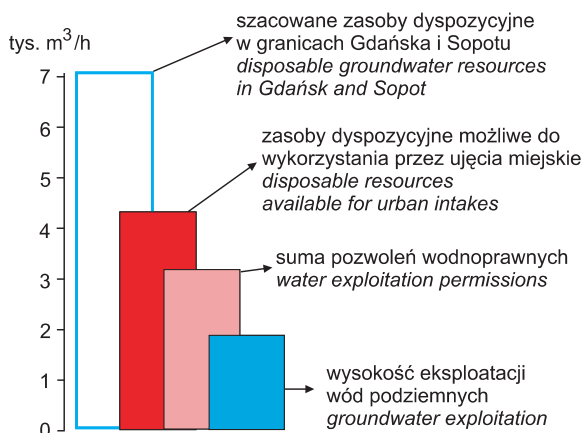 szacowane zasoby dyspozycyjne
w granicach Gdańska i Sopotu
disposable groundwater resources
in Gdańsk and Sopot
tys. m³/h
7
6
5
4
3
2
1
0
zasoby dyspozycyjne możliwe do
wykorzystania przez ujęcia miejskie
disposable resources
available for urban intakes
suma pozwoleń wodnoprawnych
water exploitation permissions
wysokość eksploatacji
wód podziemnych
groundwater exploitation